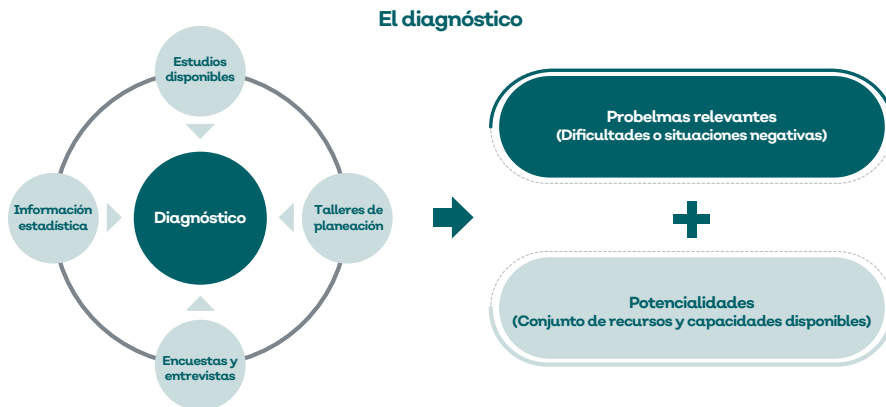 El diagnóstico
Estudios
disponibles
Información
estadística
Diagnóstico
Talleres de
planeación
Encuestas y
entrevistas
Probelmas relevantes
(Dificultades o situaciones negativas)
Potencialidades
(Conjunto de recursos y capacidades disponibles)